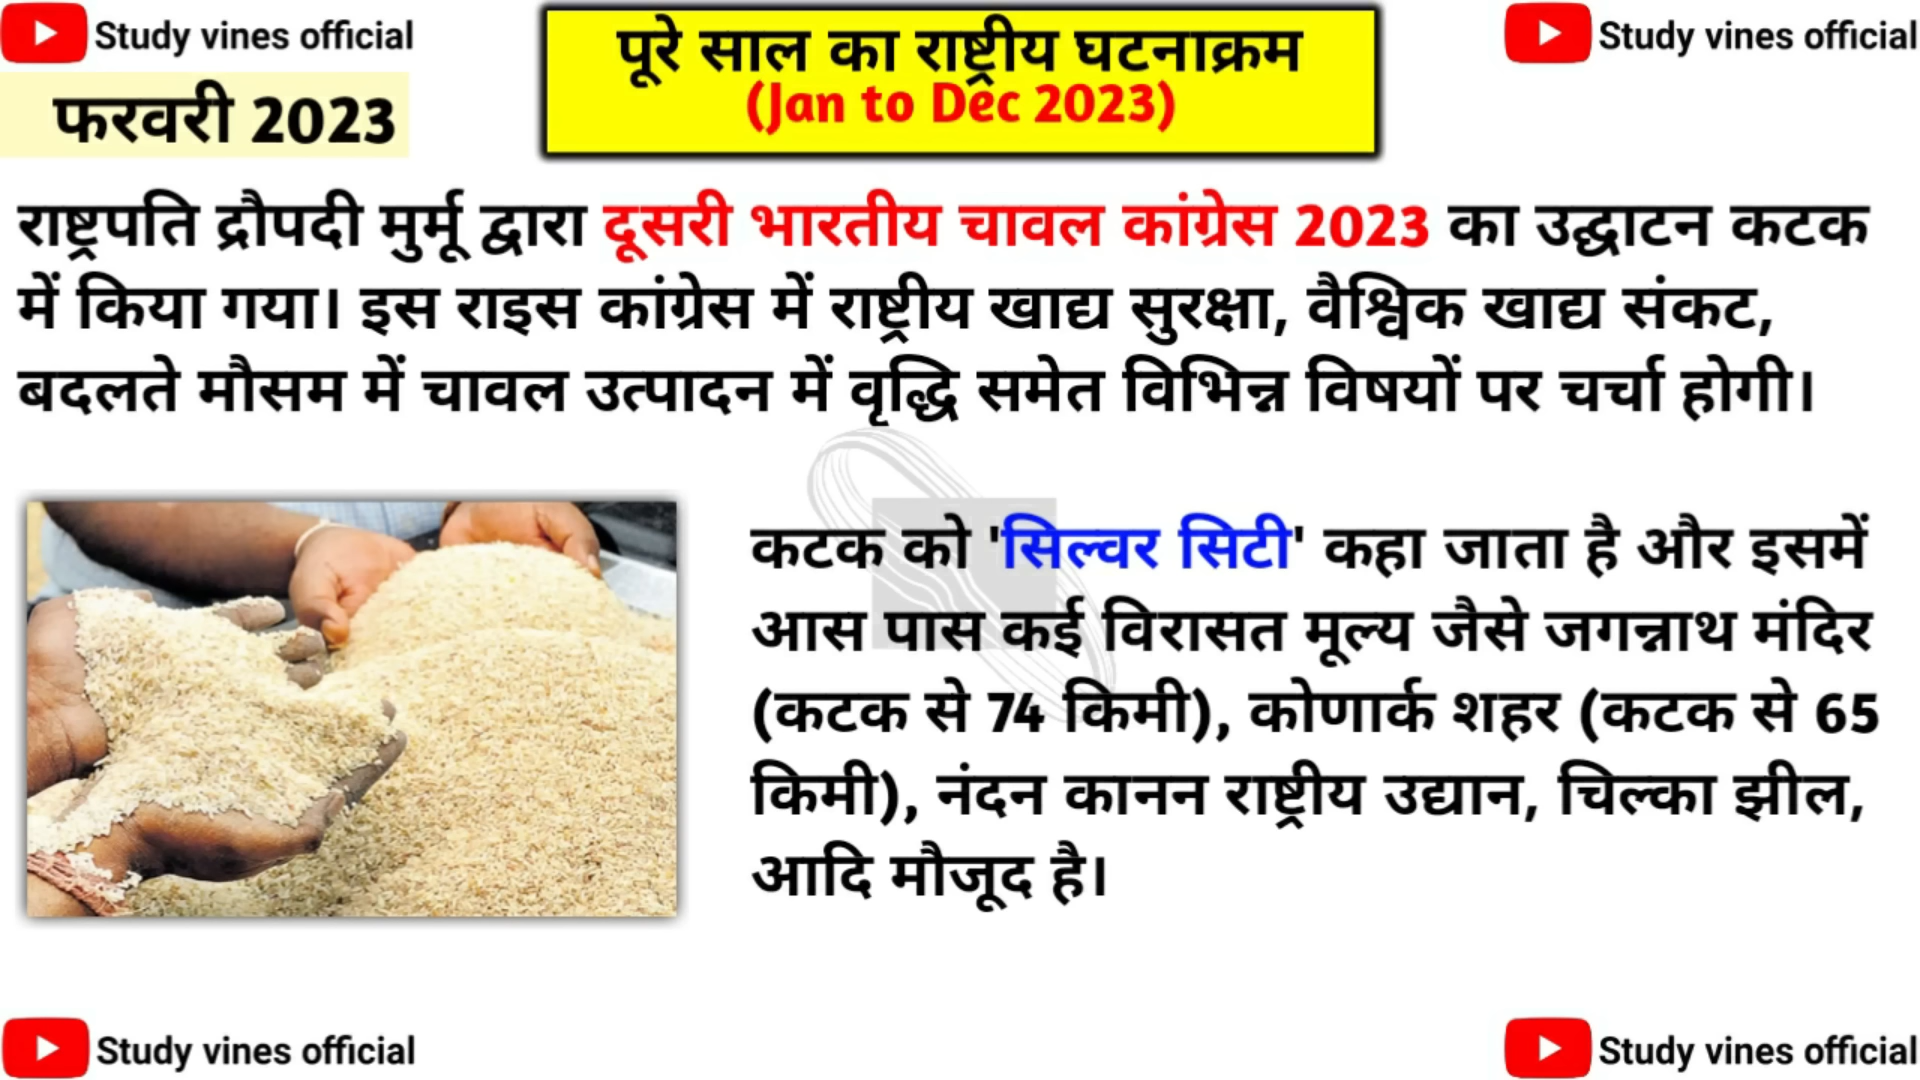 Study vines official
पूरे साल का राष्ट्रीय घटनाक्रम
Study vines official
(Jan to Dec 2023)
फरवरी 2023
राष्ट्रपति द्रौपदी मुर्मू द्वारा दूसरी भारतीय चावल कांग्रेस 2023 का उद्घाटन कटक
में किया गया। इस राइस कांग्रेस में राष्ट्रीय खाद्य सुरक्षा, वैश्विक खाद्य संकट,
बदलते मौसम में चावल उत्पादन में वृद्धि समेत विभिन्न विषयों पर चर्चा होगी।
कटक को 'सिल्वर सिटी' कहा जाता है और इसमें
आस पास कई विरासत मूल्य जैसे जगन्नाथ मंदिर
(कटक से 74 किमी), कोणार्क शहर (कटक से 65
किमी), नंदन कानन राष्ट्रीय उद्यान, चिल्का झील,
आदि मौजूद है।
Study vines official
Study vines official